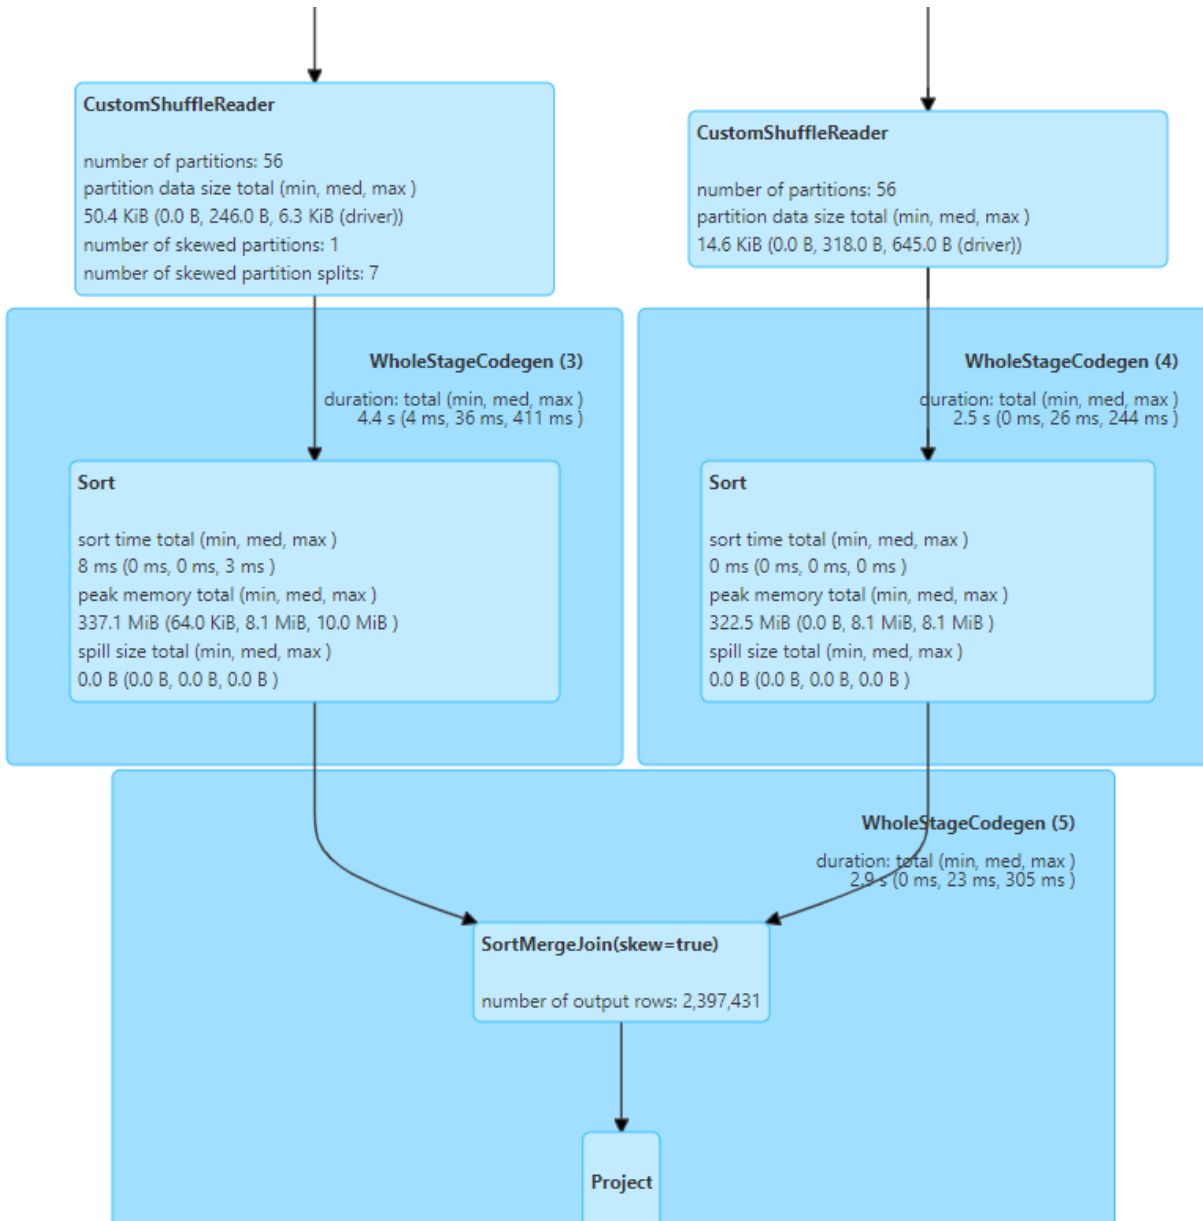 CustomShuffleReader
number of partitions: 56
partition data size total (min, med, max )
50.4 KiB (0.0 B, 246.0 B, 6.3 KiB (driver))
number of skewed partitions: 1
number of skewed partition splits: 7
CustomShuffleReader
number of partitions: 56
partition data size total (min, med, max )
14.6 KiB (0.0 B, 318.0 B, 645.0 B (driver))
WholeStageCodegen (3)
duration: total (min, med, max )
4.4 s (4 ms, 36 ms, 411 ms )
Sort
sort time total (min, med, max )
8 ms (0 ms, 0 ms, 3 ms )
peak memory total (min, med, max )
337.1 MiB (64.0 KiB, 8.1 MiB, 10.0 MiB )
spill size total (min, med, max )
0.0 B (0.0 B, 0.0 B, 0.0 B )
WholeStageCodegen (4)
duration: total (min, med, max )
2.5 s (0 ms, 26 ms, 244 ms )
Sort
sort time total (min, med, max )
0 ms (0 ms, 0 ms, 0 ms )
peak memory total (min, med, max )
322.5 MiB (0.0 B, 8.1 MiB, 8.1 MiB )
spill size total (min, med, max )
0.0 B (0.0 B, 0.0 B, 0.0 B )
WholeStageCodegen (5)
duration: total (min, med, max )
2.9 s (0 ms, 23 ms, 305 ms )
SortMergeJoin(skew=true)
number of output rows: 2,397,431
Project